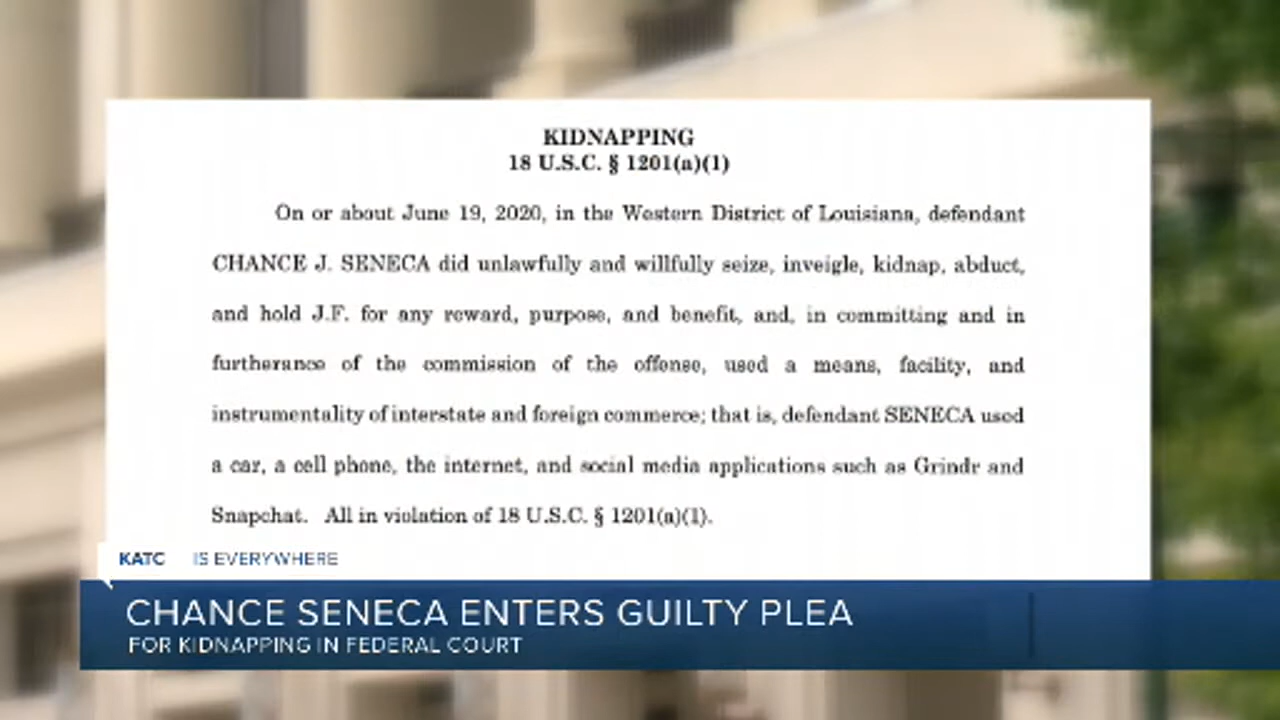 KIDNAPPING
18 U.S.C. § 1201(a)(1)
On or about June 19, 2020, in the Western District of Louisiana, defendant
CHANCE J. SENECA did unlawfully and willfully seize, inveigle, kidnap, abduct,
and hold J.F. for any reward, purpose, and benefit, and, in committing and in
furtherance of the commission of the offense, used a means, facility, and
instrumentality of interstate and foreign commerce; that is, defendant SENECA used
a car, a cell phone, the internet, and social media applications such as Grindr and
Snapchat. All in violation of 18 U.S.C. § 1201(a)(1).
KATC IS EVERYWHERE
CHANCE SENECA ENTERS GUILTY PLEA
FOR KIDNAPPING IN FEDERAL COURT